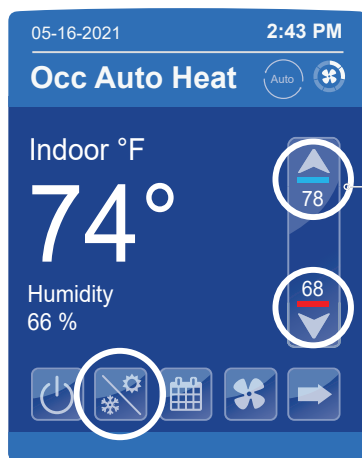 05-16-2021 2:43 PM
Occ Auto Heat Auto
Indoor °F
74°
78
Humidity
66 %
68